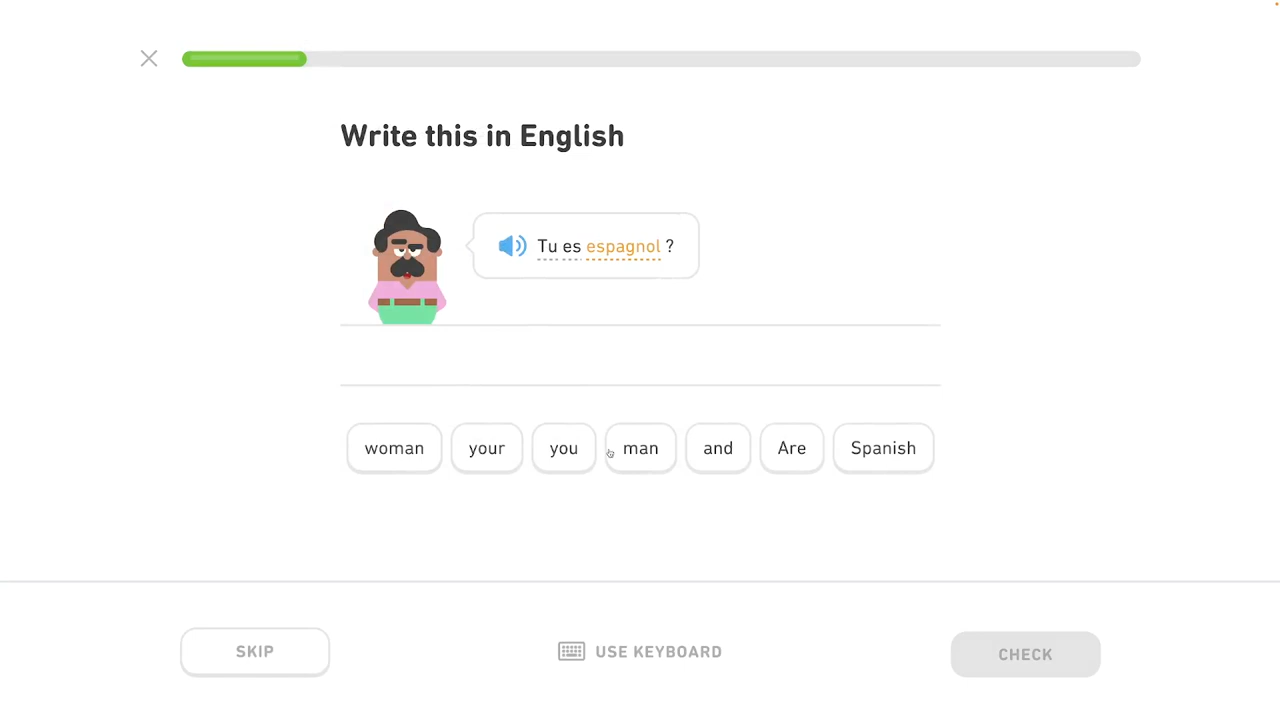 Write this in English
Tu es espagnol ?
woman your you man and Are Spanish
SKIP USE KEYBOARD CHECK